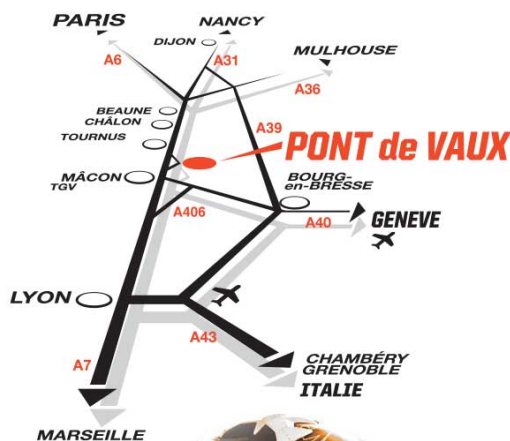 PARIS
NANCY
DIJON
MULHOUSE
A6
A31
A36
BEAUNE
CHÂLON
TOURNUS
A39
PONT de VAUX
MÂCON
TGV
BOURG-
en-BRESSE
A406
A40
GENEVE
LYON
A43
A7
CHAMBÉRY
GRENOBLE
ITALIE
MARSEILLE